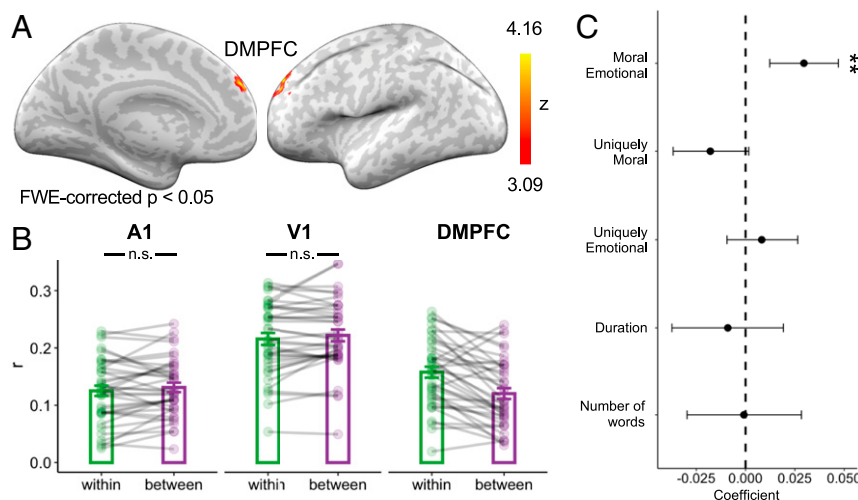 A
DMPFC
4.16
z
3.09
FWE-corrected p < 0.05
B
A1
V1
DMPFC
n.s.
n.s.
r
0.3
0.2
0.1
0.0
within
between
within
between
within
between
C
Moral
Emotional
**
Uniquely
Moral
Uniquely
Emotional
Duration
Number of
words
-0.025
0.000
0.025
0.050
Coefficient